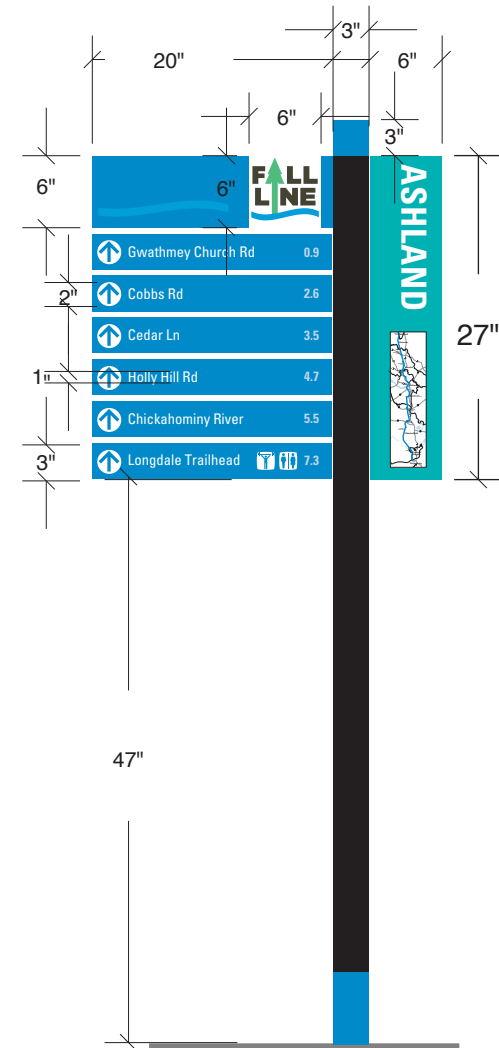 3"
20"
6"
6"
3"
6"
6"
FALL
LINE
ASHLAND
Gwathmey Church Rd 0.9
2"
Cobbs Rd 2.6
27"
Cedar Ln 3.5
1"
Holly Hill Rd 4.7
Chickahominy River 5.5
3"
Longdale Trailhead 7.3
47"